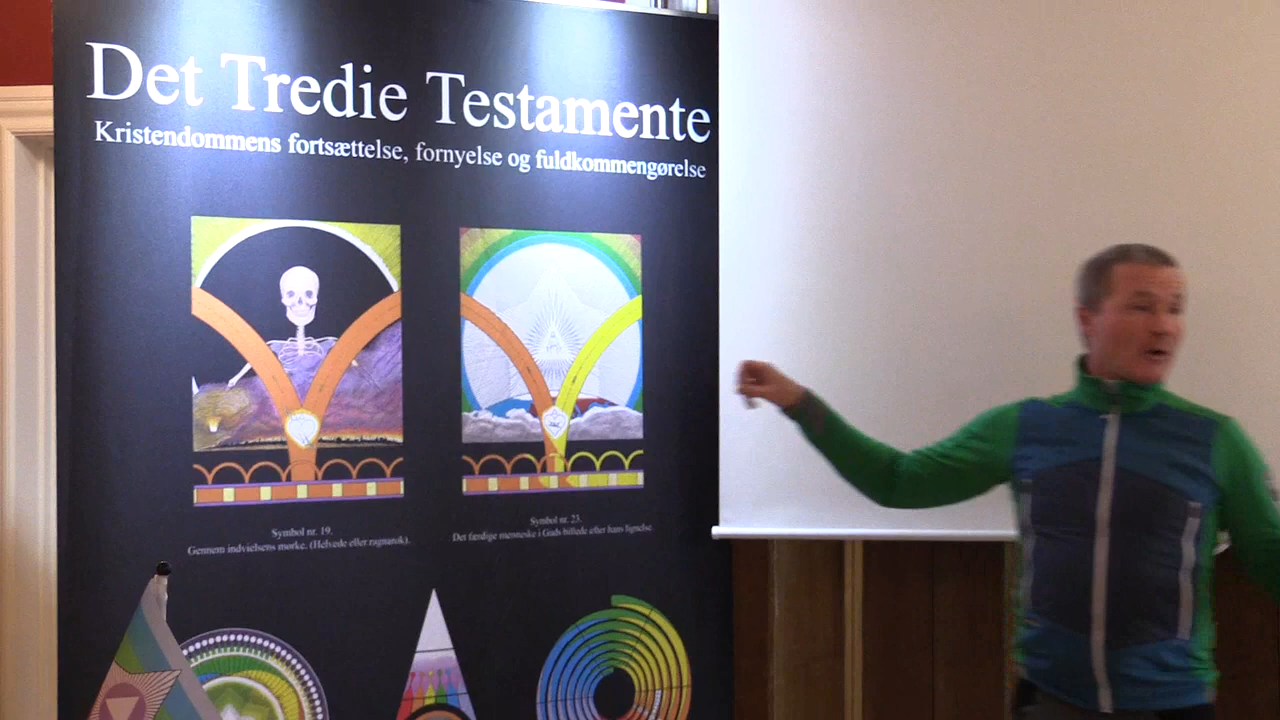 Det Tredie Testamente
Kristendommens fortsættelse, fornyelse og fuldkommengørelse
Symbol nr. 19.
Gennem indvielsens mørke. (Helvede eller ragnarok).
Symbol nr. 23.
Det færdige menneske i Guds billede efter hans lignelse